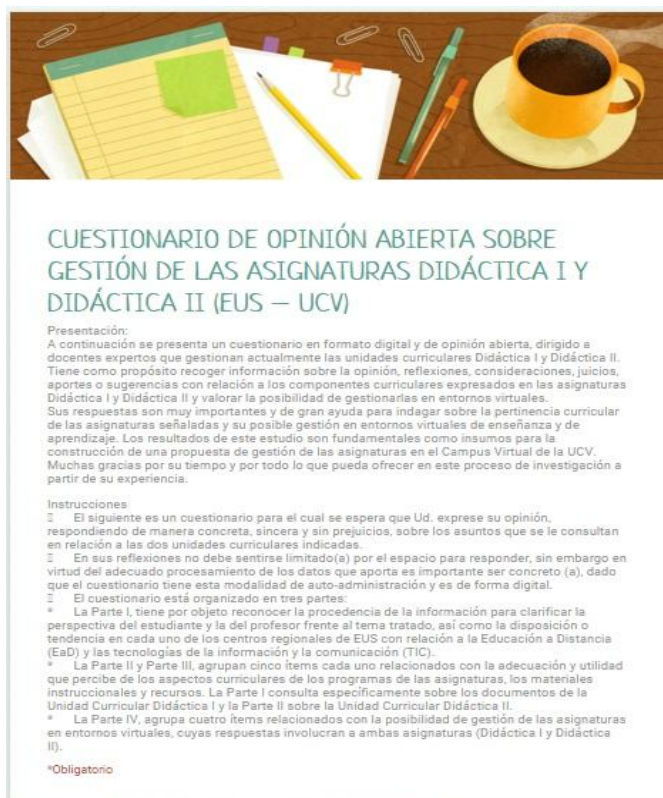 CUESTIONARIO DE OPINIÓN ABIERTA SOBRE
GESTIÓN DE LAS ASIGNATURAS DIDÁCTICA I Y
DIDÁCTICA II (EUS – UCV)
Presentación:
A continuación se presenta un cuestionario en formato digital y de opinión abierta, dirigido a
docentes expertos que gestionan actualmente las unidades curriculares Didáctica I y Didáctica II.
Tiene como propósito recoger información sobre la opinión, reflexiones, consideraciones, juicios,
aportes o sugerencias con relación a los componentes curriculares expresados en las asignaturas
Didáctica I y Didáctica II y valorar la posibilidad de gestionarlas en entornos virtuales.
Sus respuestas son muy importantes y de gran ayuda para indagar sobre la pertinencia curricular
de las asignaturas señaladas y su posible gestión en entornos virtuales de enseñanza y de
aprendizaje. Los resultados de este estudio son fundamentales como insumos para la
construcción de una propuesta de gestión de las asignaturas en el Campus Virtual de la UCV.
Muchas gracias por su tiempo y por todo lo que pueda ofrecer en este proceso de investigación a
partir de su experiencia.
Instrucciones
El siguiente es un cuestionario para el cual se espera que Ud. exprese su opinión,
respondiendo de manera concreta, sincera y sin prejuicios, sobre los asuntos que se le consultan
en relación a las dos unidades curriculares indicadas.
En sus reflexiones no debe sentirse limitado(a) por el espacio para responder, sin embargo en
virtud del adecuado procesamiento de los datos que aporta es importante ser concreto (a), dado
que el cuestionario tiene esta modalidad de auto-administración y es de forma digital.
El cuestionario está organizado en tres partes:
* La Parte I, tiene por objeto reconocer la procedencia de la información para clarificar la
perspectiva del estudiante y la del profesor frente al tema tratado, así como la disposición o
tendencia en cada uno de los centros regionales de EUS con relación a la Educación a Distancia
(EaD) y las tecnologías de la información y la comunicación (TIC).
* La Parte II y Parte III, agrupan cinco ítems cada uno relacionados con la adecuación y utilidad
que percibe de los aspectos curriculares de los programas de las asignaturas, los materiales
instruccionales y recursos. La Parte I consulta específicamente sobre los documentos de la
Unidad Curricular Didáctica I y la Parte II sobre la Unidad Curricular Didáctica II.
* La Parte IV, agrupa cuatro ítems relacionados con la posibilidad de gestión de las asignaturas
en entornos virtuales, cuyas respuestas involucran a ambas asignaturas (Didáctica I y Didáctica
II).
*Obligatorio